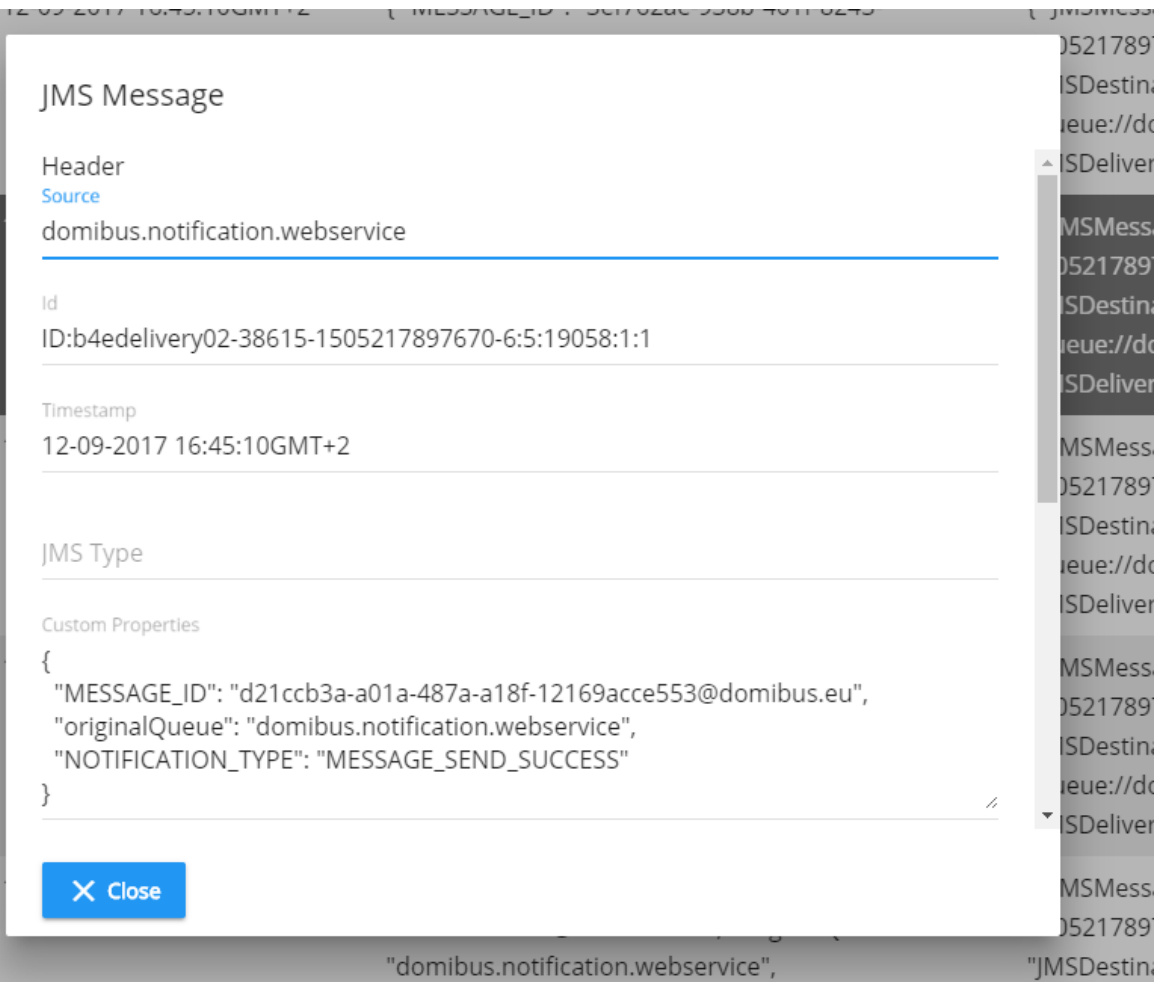 JMS Message
Header
Source
domibus.notification.webservice
Id
ID:b4edelivery02-38615-1505217897670-6:5:19058:1:1
Timestamp
12-09-2017 16:45:10GMT+2
JMS Type
Custom Properties
{
"MESSAGE_ID": "d21ccb3a-a01a-487a-a18f-12169acce553@domibus.eu",
"originalQueue": "domibus.notification.webservice",
"NOTIFICATION_TYPE": "MESSAGE_SEND_SUCCESS"
}
Close
"domibus.notification.webservice",